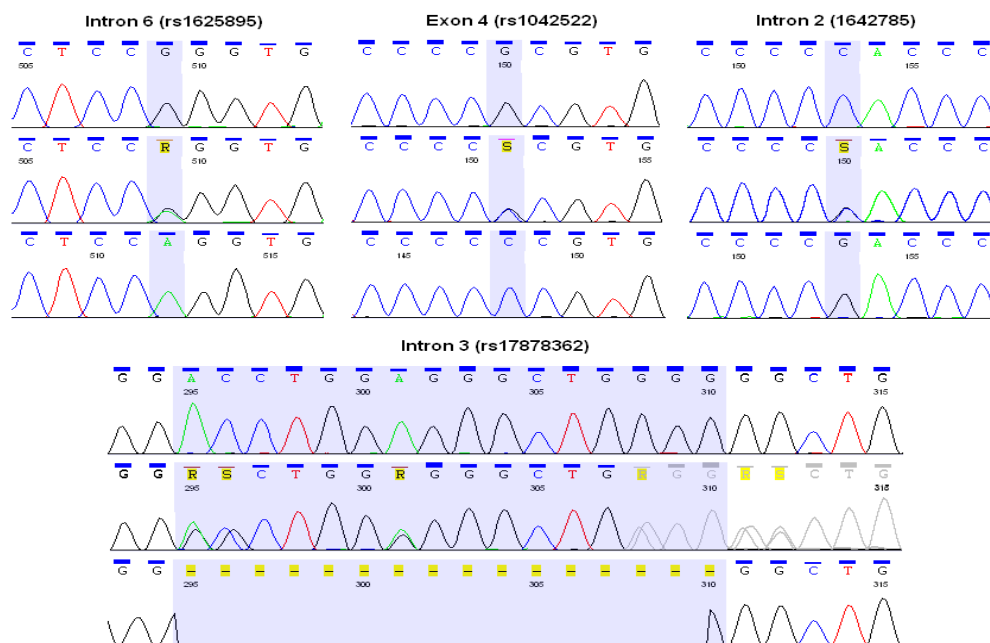 Intron 6 (rs1625895)
Exon 4 (rs1042522)
Intron 2 (1642785)
C T C C G G G T G
505 510
C T C C R G G T G
505 510
C T C C A G G T G
510 515
C C C C G C G T G
150
C C C C S C G T G
150 155
C C C C C C G T G
145 150
C C C C C A C C C
150 155
C C C C S A C C C
150 155
C C C C G A C C C
150 155
Intron 3 (rs17878362)
G G A C C T G G A G G G C T G G G G G G C T G
295 300 305 310 315
G G R S C T G G R G G G C T G R G G R S C T G
295 300 305 310 315
G G - - - - - - - - - - - - - - - - G G C T G
295 300 305 310 315